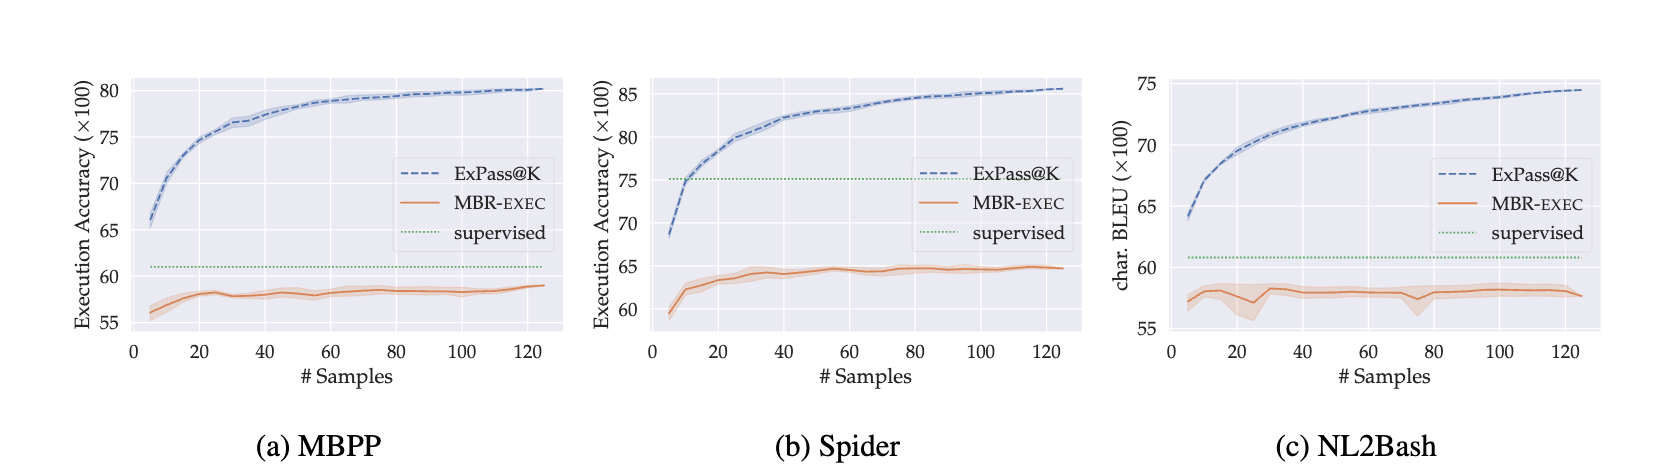 Execution Accuracy (×100)
80
75
70
65
60
55
0 20 40 60 80 100 120
# Samples
ExPass@K
MBR-EXEC
supervised
(a) MBPP
Execution Accuracy (×100)
85
80
75
70
65
60
0 20 40 60 80 100 120
# Samples
ExPass@K
MBR-EXEC
supervised
(b) Spider
char. BLEU (×100)
75
70
65
60
55
0 20 40 60 80 100 120
# Samples
ExPass@K
MBR-EXEC
supervised
(c) NL2Bash